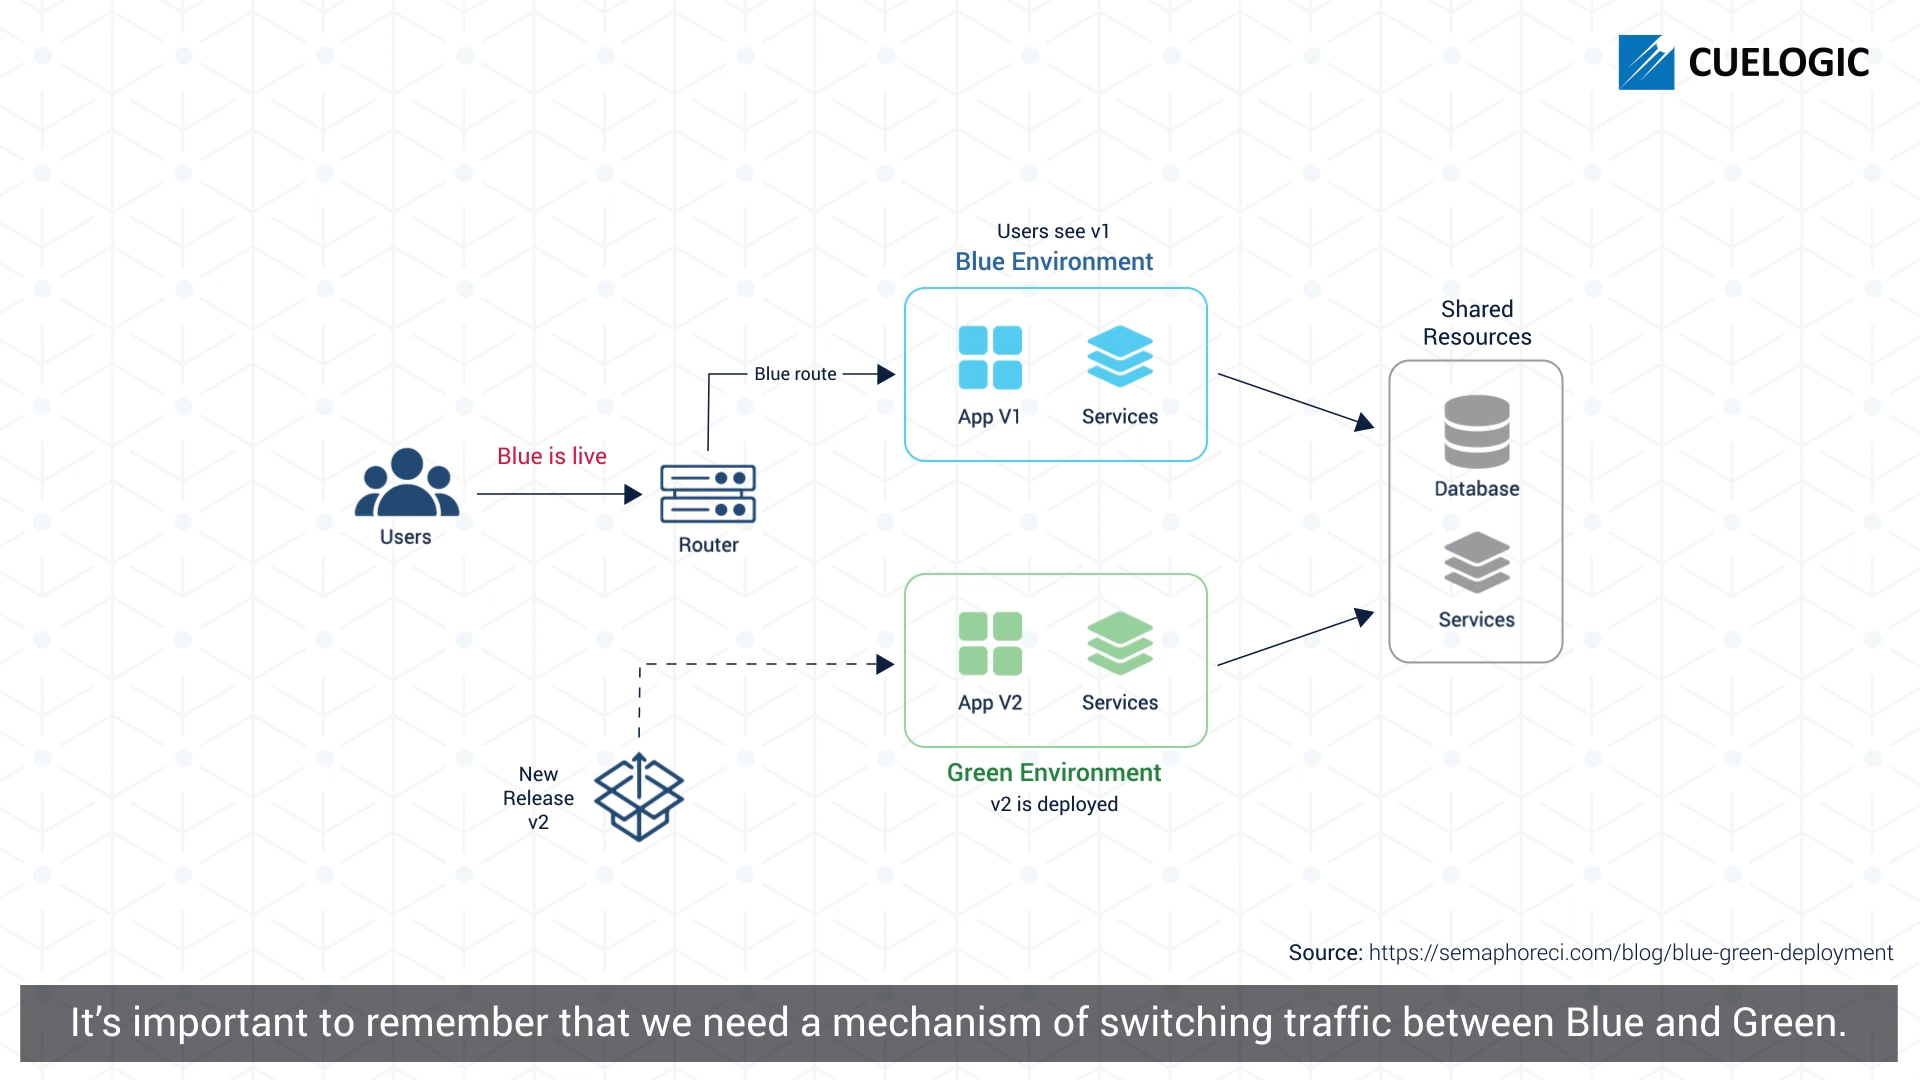 CUELOGIC
Users see v1
Blue Environment
Shared
Resources
Blue route
App V1
Services
Blue is live
Database
Users
Router
Services
App V2
Services
New
Release
v2
Green Environment
v2 is deployed
Source: https://semaphoreci.com/blog/blue-green-deployment
It’s important to remember that we need a mechanism of switching traffic between Blue and Green.